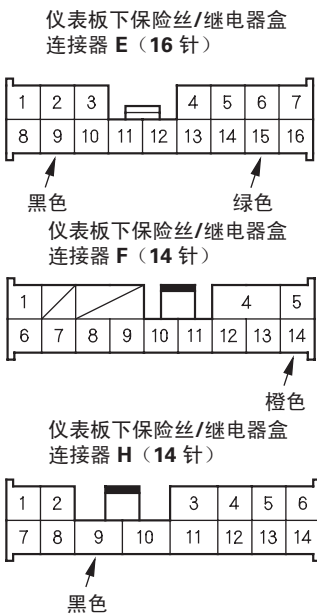 仪表板下保险丝/继电器盒
连接器 E（16 针）
1 2 3 4 5 6 7
8 9 10 11 12 13 14 15 16
黑色 绿色
仪表板下保险丝/继电器盒
连接器 F（14 针）
1 4 5
6 7 8 9 10 11 12 13 14
橙色
仪表板下保险丝/继电器盒
连接器 H（14 针）
1 2 3 4 5 6
7 8 9 10 11 12 13 14
黑色